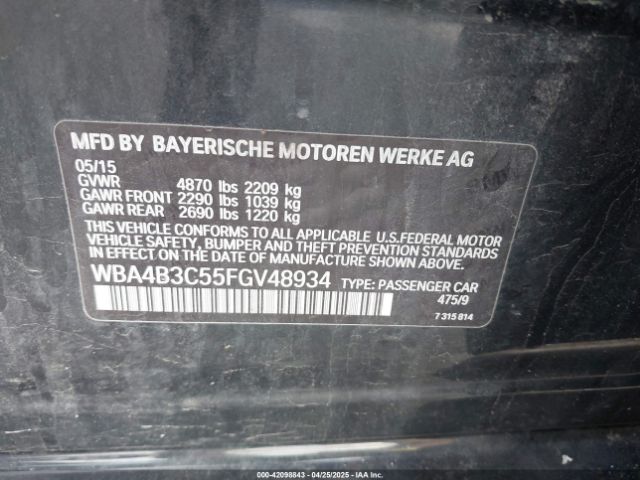 MFD BY BAYERISCHE MOTOREN WERKE AG
05/15
GVWR 4870 lbs 2209 kg
GAWR FRONT 2290 lbs 1039 kg
GAWR REAR 2690 lbs 1220 kg
THIS VEHICLE CONFORMS TO ALL APPLICABLE U.S.FEDERAL MOTOR
VEHICLE SAFETY, BUMPER AND THEFT PREVENTION STANDARDS
IN EFFECT ON THE DATE OF MANUFACTURE SHOWN ABOVE.
WBA4B3C55FGV48934 TYPE: PASSENGER CAR
475/9
7 315 814
000-42098843 | 04/25/2025 | IAAI.COM